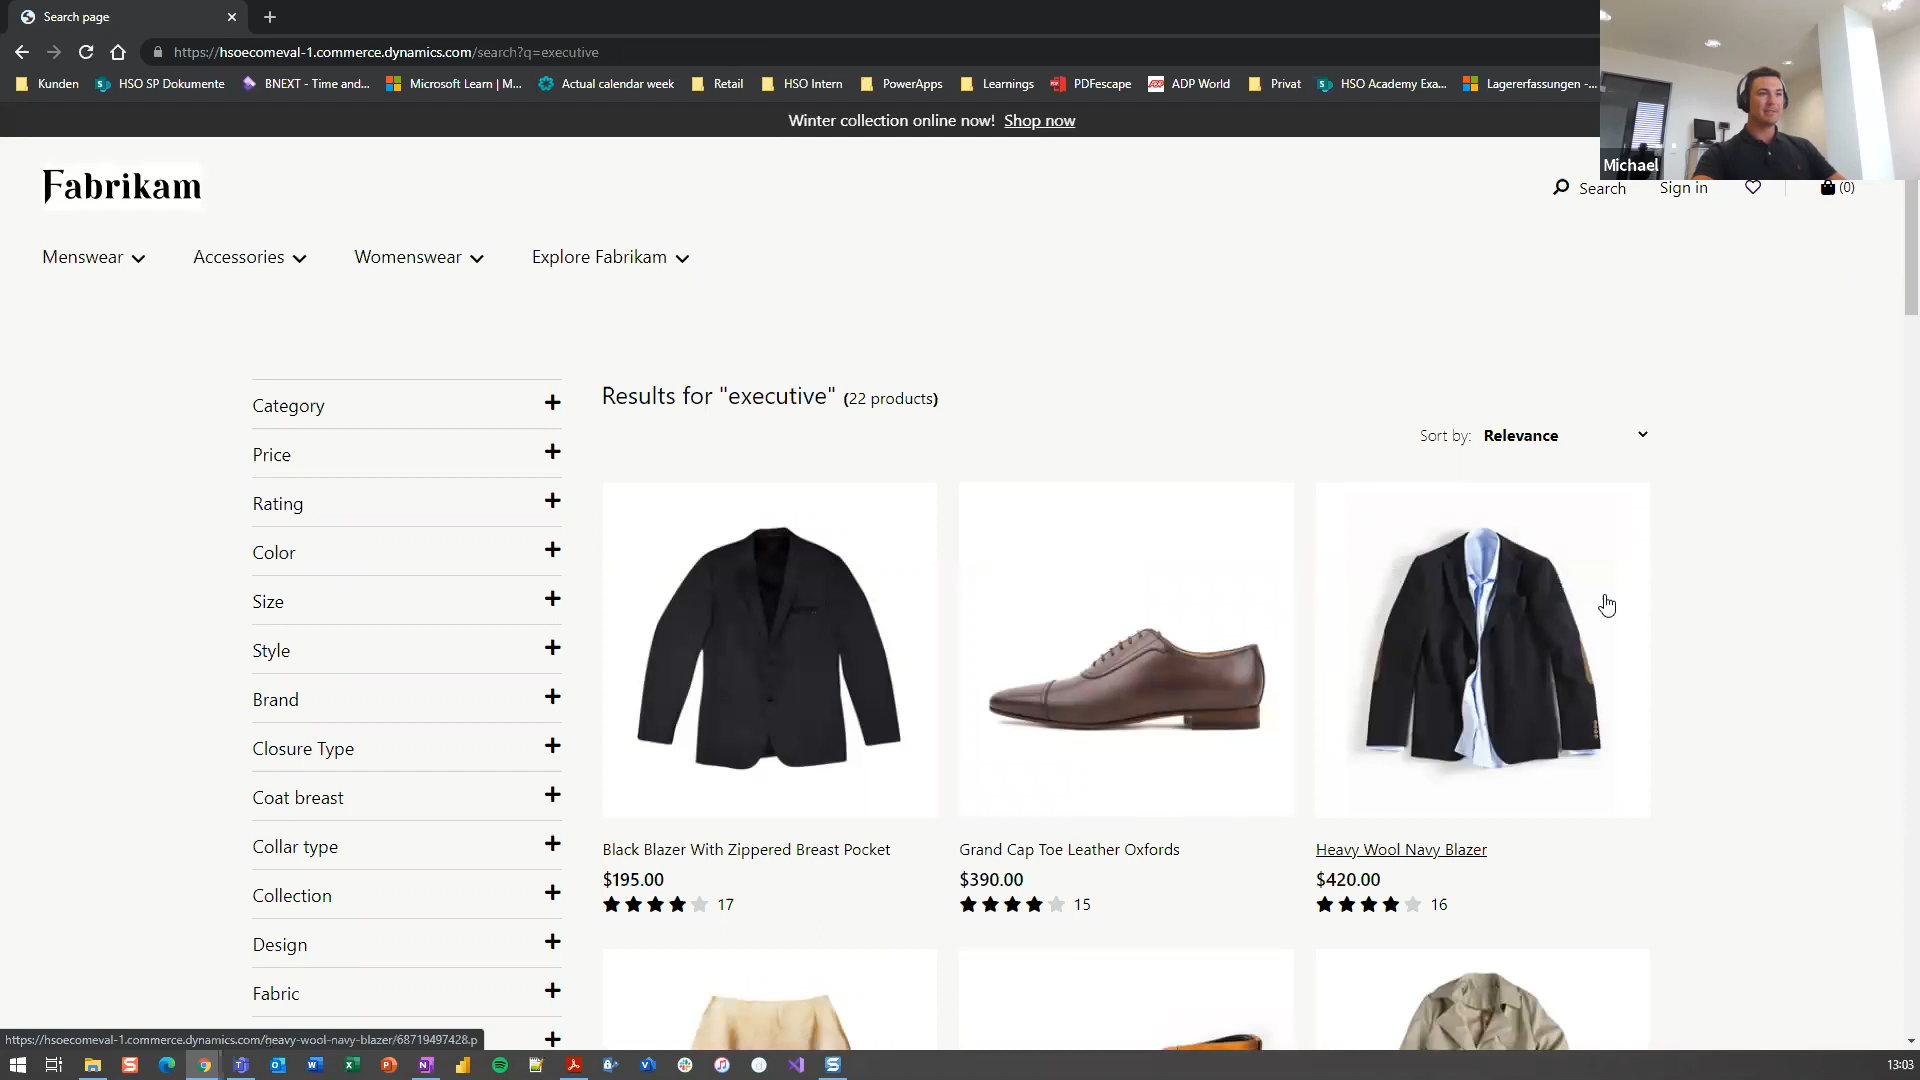 Search page
https://hsoecomeval-1.commerce.dynamics.com/search?q=executive
Kunden
HSO SP Dokumente
BNEXT - Time and...
Microsoft Learn | M...
Actual calendar week
Retail
HSO Intern
PowerApps
Learnings
PDFescape
ADP World
Privat
HSO Academy Exa...
Lagererfassungen -...
Winter collection online now! Shop now
Michael
Fabrikam
Search
Sign in
(0)
Menswear
Accessories
Womenswear
Explore Fabrikam
Category
Price
Rating
Color
Size
Style
Brand
Closure Type
Coat breast
Collar type
Collection
Design
Fabric
Results for "executive" (22 products)
Sort by: Relevance
Black Blazer With Zippered Breast Pocket
$195.00
17
Grand Cap Toe Leather Oxfords
$390.00
15
Heavy Wool Navy Blazer
$420.00
16
https://hsoecomeval-1.commerce.dynamics.com/heavy-wool-navy-blazer/68719497428.p
13:03